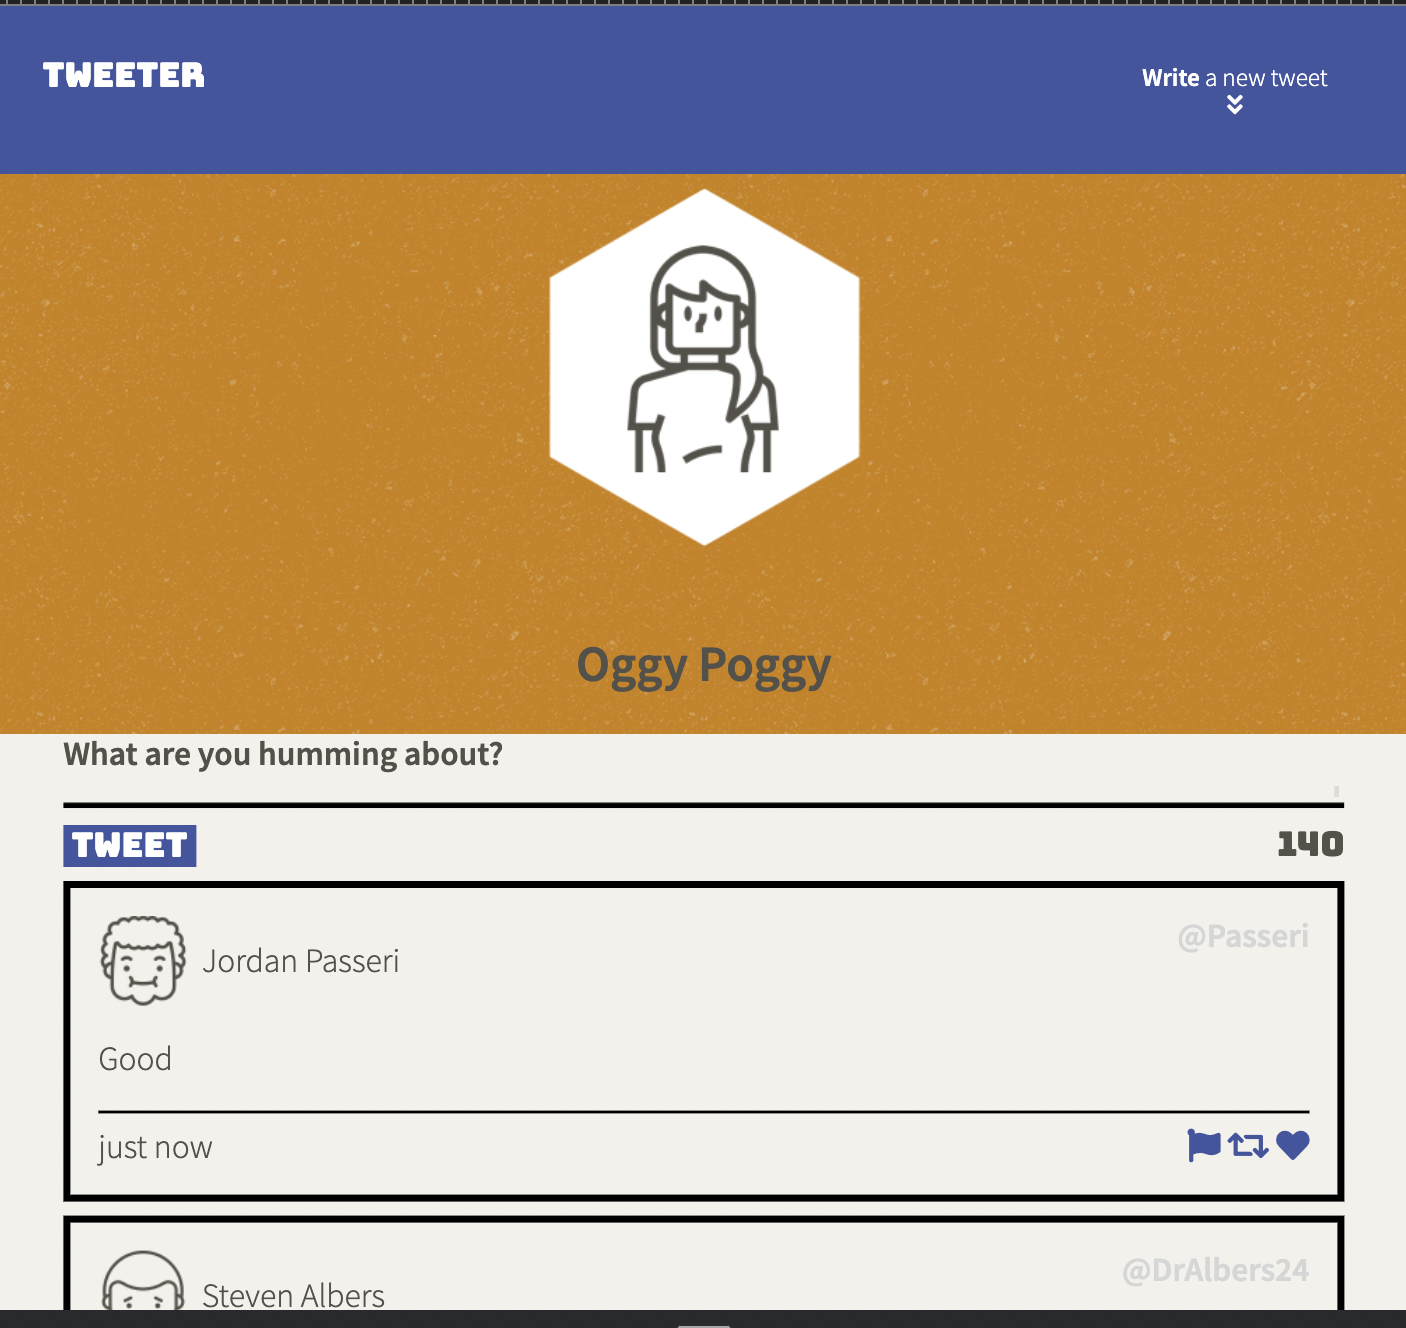 TWEETER
Write a new tweet
Oggy Poggy
What are you humming about?
TWEET
140
Jordan Passeri
@Passeri
Good
just now
Steven Albers
@DrAlbers24